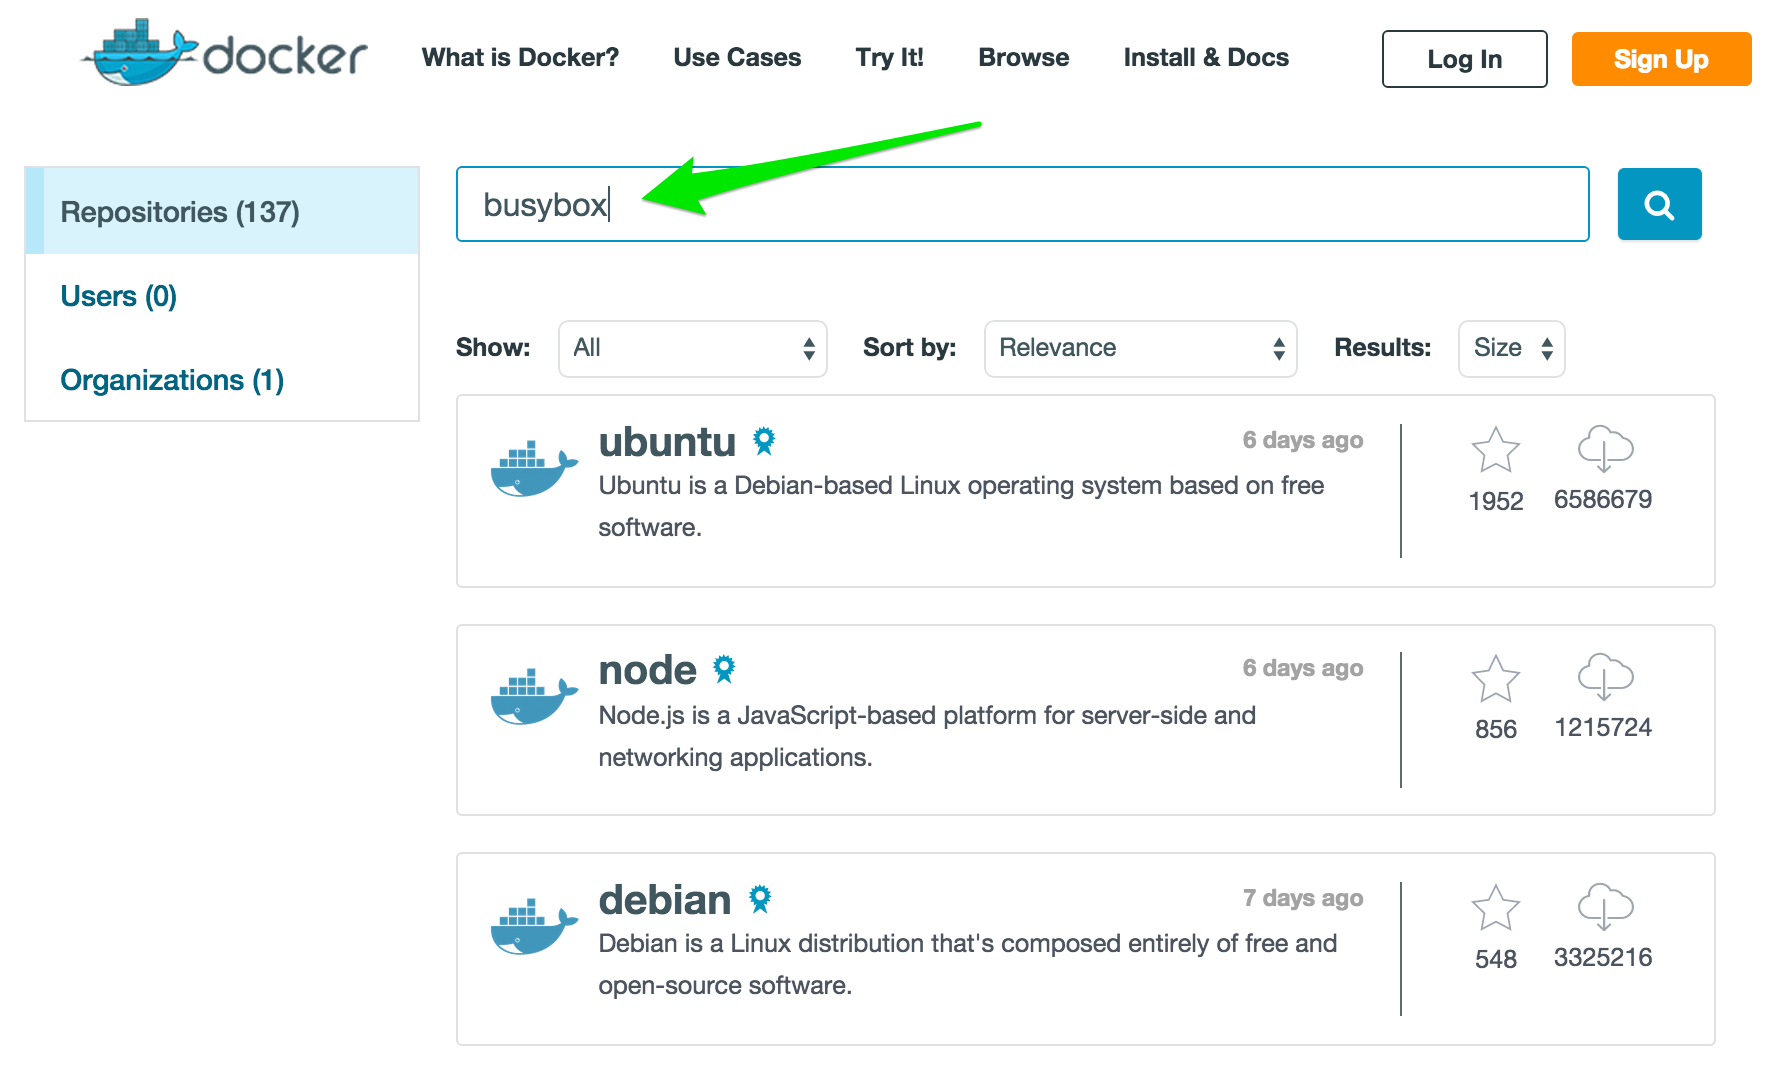 docker
What is Docker?
Use Cases
Try It!
Browse
Install & Docs
Log In
Sign Up
Repositories (137)
Users (0)
Organizations (1)
busybox
Show:
All
Sort by:
Relevance
Results:
Size
ubuntu
6 days ago
Ubuntu is a Debian-based Linux operating system based on free
software.
1952
6586679
node
6 days ago
Node.js is a JavaScript-based platform for server-side and
networking applications.
856
1215724
debian
7 days ago
Debian is a Linux distribution that's composed entirely of free and
open-source software.
548
3325216